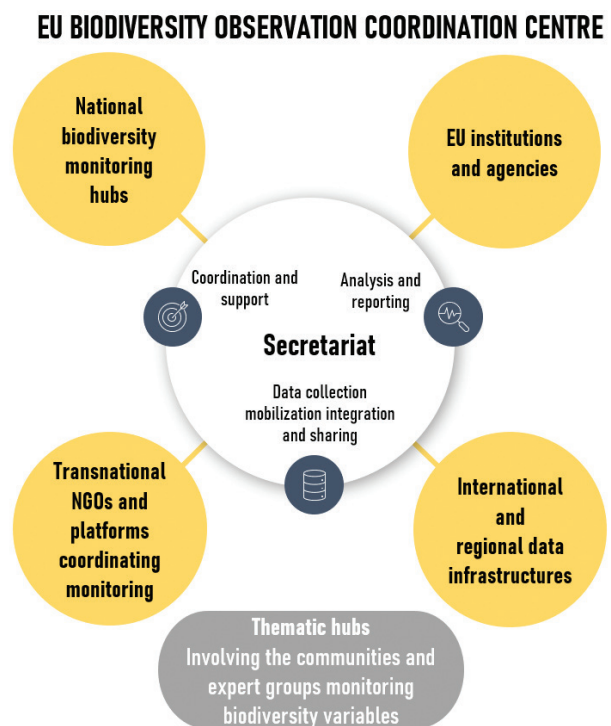 EU BIODIVERSITY OBSERVATION COORDINATION CENTRE
National
biodiversity
monitoring
hubs
EU institutions
and agencies
Coordination and
support
Analysis and
reporting
Secretariat
Data collection
mobilization integration
and sharing
Transnational
NGOs and
platforms
coordinating
monitoring
International
and
regional data
infrastructures
Thematic hubs
Involving the communities and
expert groups monitoring
biodiversity variables